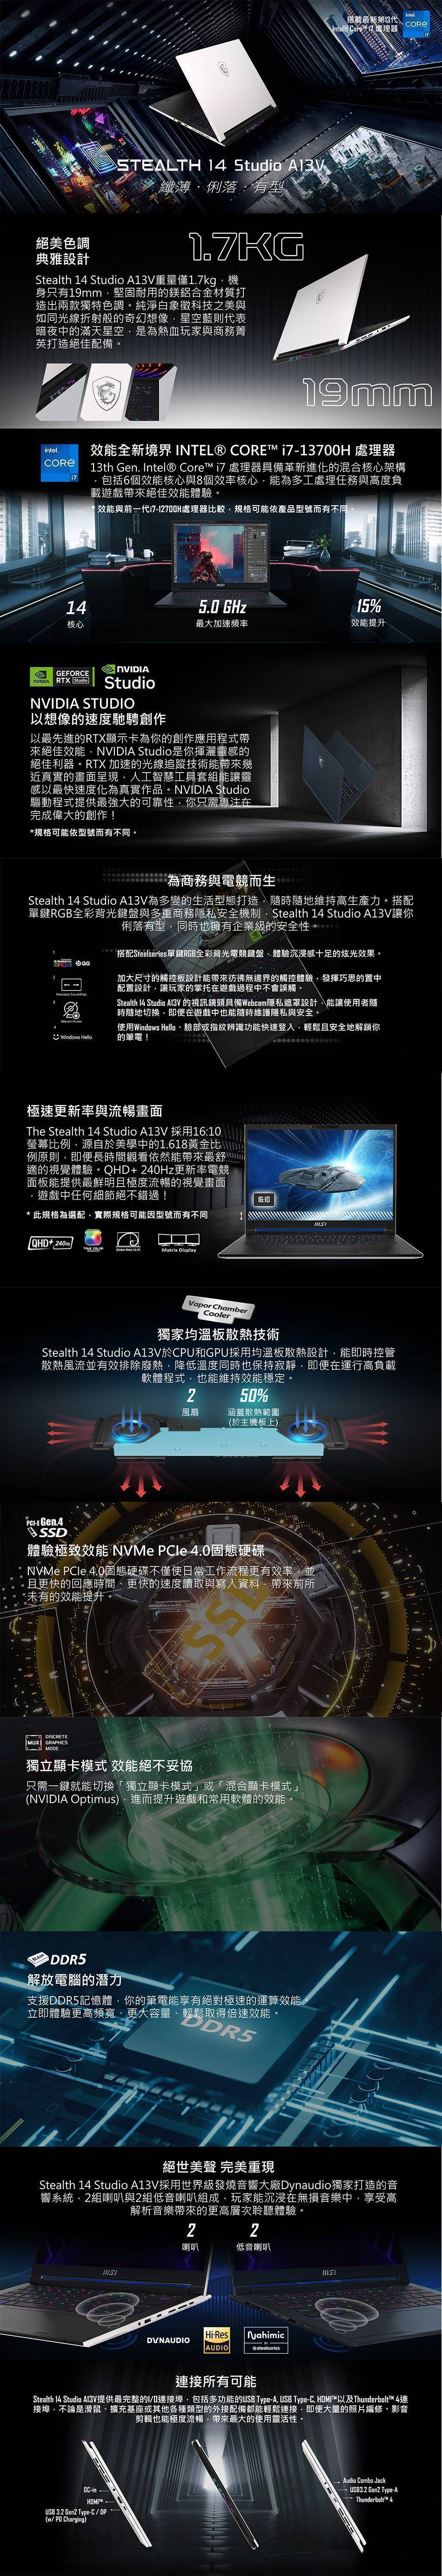 搭載最新第13代
Intel® Core™ i7 處理器
intel
CORE
i7
STEALTH 14 Studio A13V
纖薄・俐落・有型
絕美色調
典雅設計
1.7KG
Stealth 14 Studio A13V重量僅1.7kg，機
身只有19mm，堅固耐用的鎂鋁合金材質打
造出兩款獨特色調。純淨白象徵科技之美與
如同光線折射般的奇幻想像，星空藍則代表
暗夜中的滿天星空，是為熱血玩家與商務菁
英打造絕佳配備。
19mm
intel
CORE
i7
效能全新境界 INTEL® CORE™ i7-13700H 處理器
13th Gen. Intel® Core™ i7 處理器具備革新進化的混合核心架構
，包括6個效能核心與8個效率核心，能為多工處理任務與高度負
載遊戲帶來絕佳效能體驗。
* 效能與前一代i7-12700H處理器比較，規格可能依產品型號而有不同。
14
核心
5.0 GHz
最大加速頻率
15%
效能提升
NVIDIA
GEFORCE
RTX Studio
NVIDIA
Studio
NVIDIA STUDIO
以想像的速度馳騁創作
以最先進的RTX顯示卡為你的創作應用程式帶
來絕佳效能，NVIDIA Studio是你揮灑靈感的
絕佳利器。RTX 加速的光線追蹤技術能帶來幾
近真實的畫面呈現，人工智慧工具套組能讓靈
感以最快速度化為真實作品。NVIDIA Studio
驅動程式提供最強大的可靠性，你只需專注在
完成偉大的創作！
*規格可能依型號而有不同。
為商務與電競而生
Stealth 14 Studio A13V為多變的生活型態打造，隨時隨地維持高生產力。搭配
單鍵RGB全彩背光鍵盤與多重商務隱私安全機制，Stealth 14 Studio A13V讓你
俐落有型，同時也擁有企業級的安全性。
1
GG
搭配Steelseries單鍵RGB全彩背光電競鍵盤，體驗沉浸感十足的炫光效果。
2
加大尺寸的觸控板設計能帶來彷彿無邊界的觸控體驗，發揮巧思的置中
配置設計，讓玩家的掌托在遊戲過程中不會誤觸。
3
Stealth 14 Studio A13V 的視訊鏡頭具備Webcam隱私遮罩設計，能讓使用者隨
時隨地切換，即便在遊戲中也能隨時維護隱私與安全。
4
Windows Hello
使用Windows Hello、臉部或指紋辨識功能快速登入，輕鬆且安全地解鎖你
的筆電！
極速更新率與流暢畫面
The Stealth 14 Studio A13V 採用16:10
螢幕比例，源自於美學中的1.618黃金比
例原則，即便長時間觀看依然能帶來最舒
適的視覺體驗。QHD+ 240Hz更新率電競
面板能提供最鮮明且極度流暢的視覺畫面
，遊戲中任何細節絕不錯過！
* 此規格為選配，實際規格可能因型號而有不同
16:10
msi
QHD+ 240Hz
TRUE COLOR
Golden Ratio 16:10
Matrix Display
Vapor Chamber
Cooler
獨家均溫板散熱技術
Stealth 14 Studio A13V於CPU和GPU採用均溫板散熱設計，能即時控管
散熱風流並有效排除廢熱，降低溫度同時也保持寂靜，即便在運行高負載
軟體程式，也能維持效能穩定。
2
風扇
50%
涵蓋散熱範圍
(於主機板上)
PCI-E Gen.4
SSD
體驗極致效能 NVMe PCIe 4.0固態硬碟
NVMe PCIe 4.0固態硬碟不僅使日常工作流程更有效率，並
且更快的回應時間、更快的速度讀取與寫入資料，帶來前所
未有的效能提升。
SSD
MUX
DISCRETE
GRAPHICS
MODE
獨立顯卡模式 效能絕不妥協
只需一鍵就能切換「獨立顯卡模式」或「混合顯卡模式」
(NVIDIA Optimus)，進而提升遊戲和常用軟體的效能。
RAM
DDR5
解放電腦的潛力
支援DDR5記憶體，你的筆電能享有絕對極速的運算效能，
立即體驗更高頻寬、更大容量、輕鬆取得倍速效能。
DDR5
絕世美聲 完美重現
Stealth 14 Studio A13V採用世界級發燒音響大廠Dynaudio獨家打造的音
響系統，2組喇叭與2組低音喇叭組成，玩家能沉浸在無損音樂中，享受高
解析音樂帶來的更高層次聆聽體驗。
2
喇叭
2
低音喇叭
msi
msi
DYNAUDIO
Hi-Res
AUDIO
Nahimic
BY
steelseries
連接所有可能
Stealth 14 Studio A13V提供最完整的I/O連接埠，包括多功能的USB Type-A, USB Type-C, HDMI™以及Thunderbolt™ 4連
接埠，不論是滑鼠、擴充基座或其他各種類型的外接配備都能輕鬆連接，即便大量的照片編修、影音
剪輯也能極度流暢，帶來最大的使用靈活性。
DC-in
HDMI™
USB 3.2 Gen2 Type-C / DP
(w/ PD Charging)
Audio Combo Jack
USB3.2 Gen2 Type-A
Thunderbolt™ 4